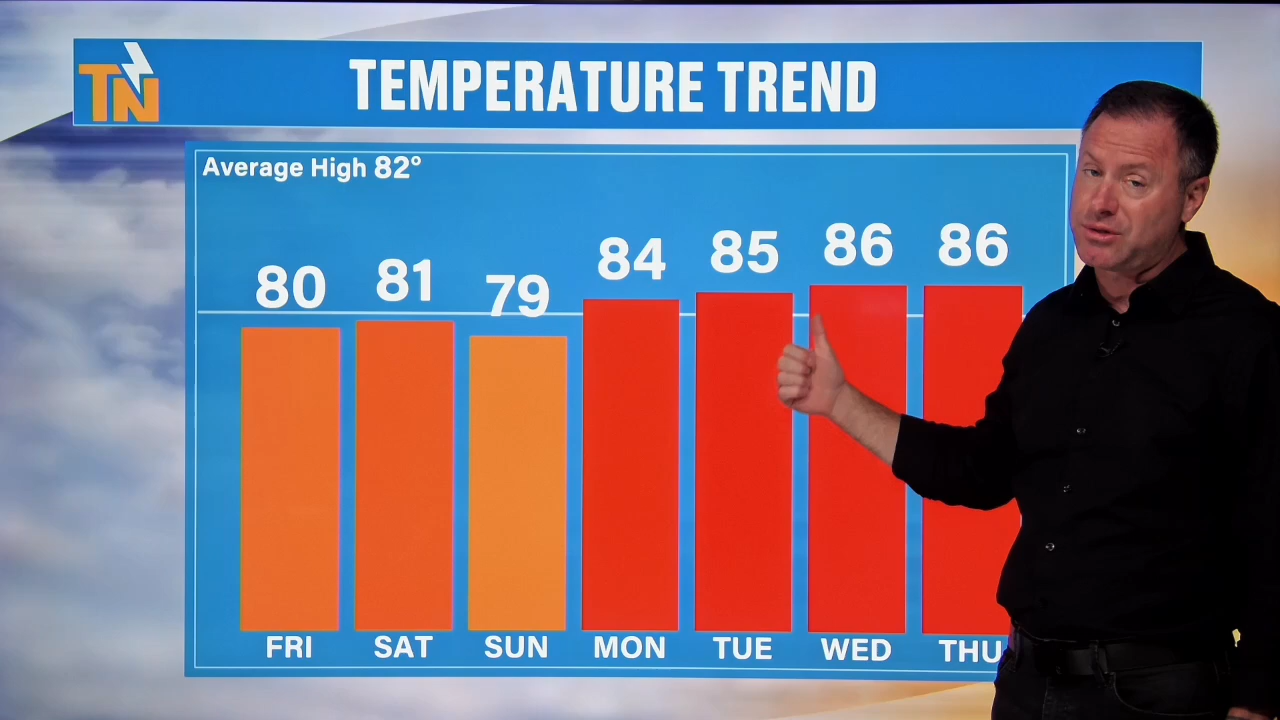 TN
TEMPERATURE TREND
Average High 82°
80 81 79 84 85 86 86
FRI SAT SUN MON TUE WED THU